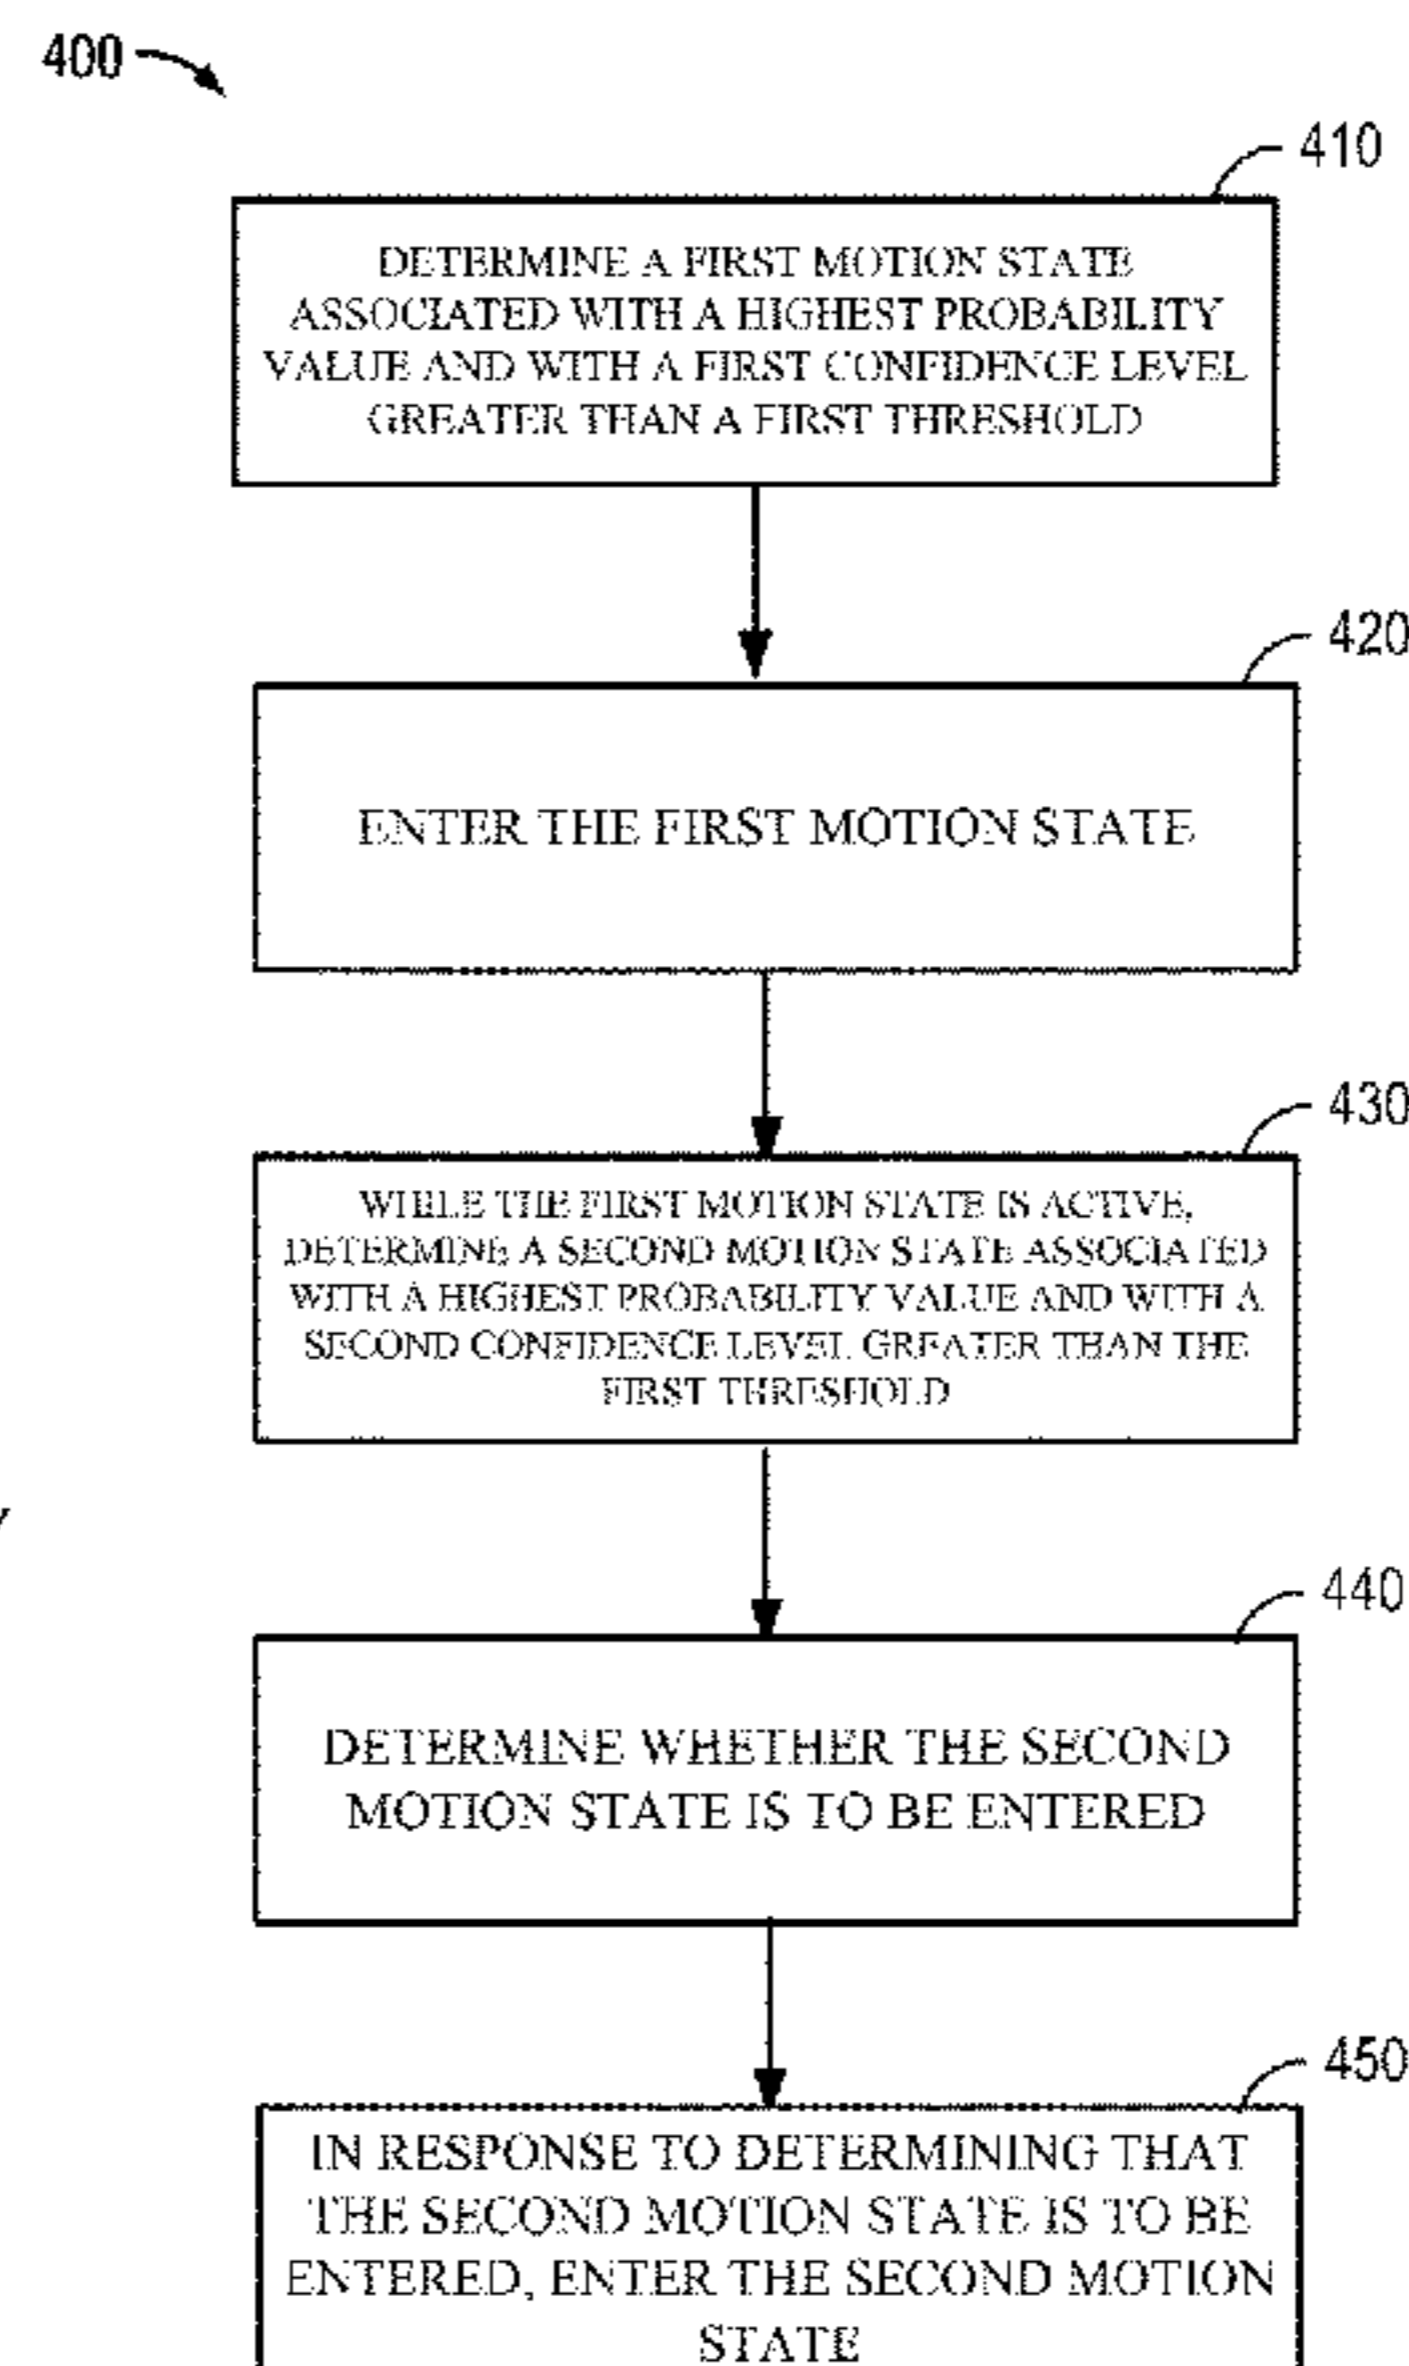 400
410
DETERMINE A FIRST MOTION STATE
ASSOCIATED WITH A HIGHEST PROBABILITY
VALUE AND WITH A FIRST CONFIDENCE LEVEL
GREATER THAN A FIRST THRESHOLD
420
ENTER THE FIRST MOTION STATE
430
WHILE THE FIRST MOTION STATE IS ACTIVE,
DETERMINE A SECOND MOTION STATE ASSOCIATED
WITH A HIGHEST PROBABILITY VALUE AND WITH A
SECOND CONFIDENCE LEVEL GREATER THAN THE
FIRST THRESHOLD
440
DETERMINE WHETHER THE SECOND
MOTION STATE IS TO BE ENTERED
450
IN RESPONSE TO DETERMINING THAT
THE SECOND MOTION STATE IS TO BE
ENTERED, ENTER THE SECOND MOTION
STATE